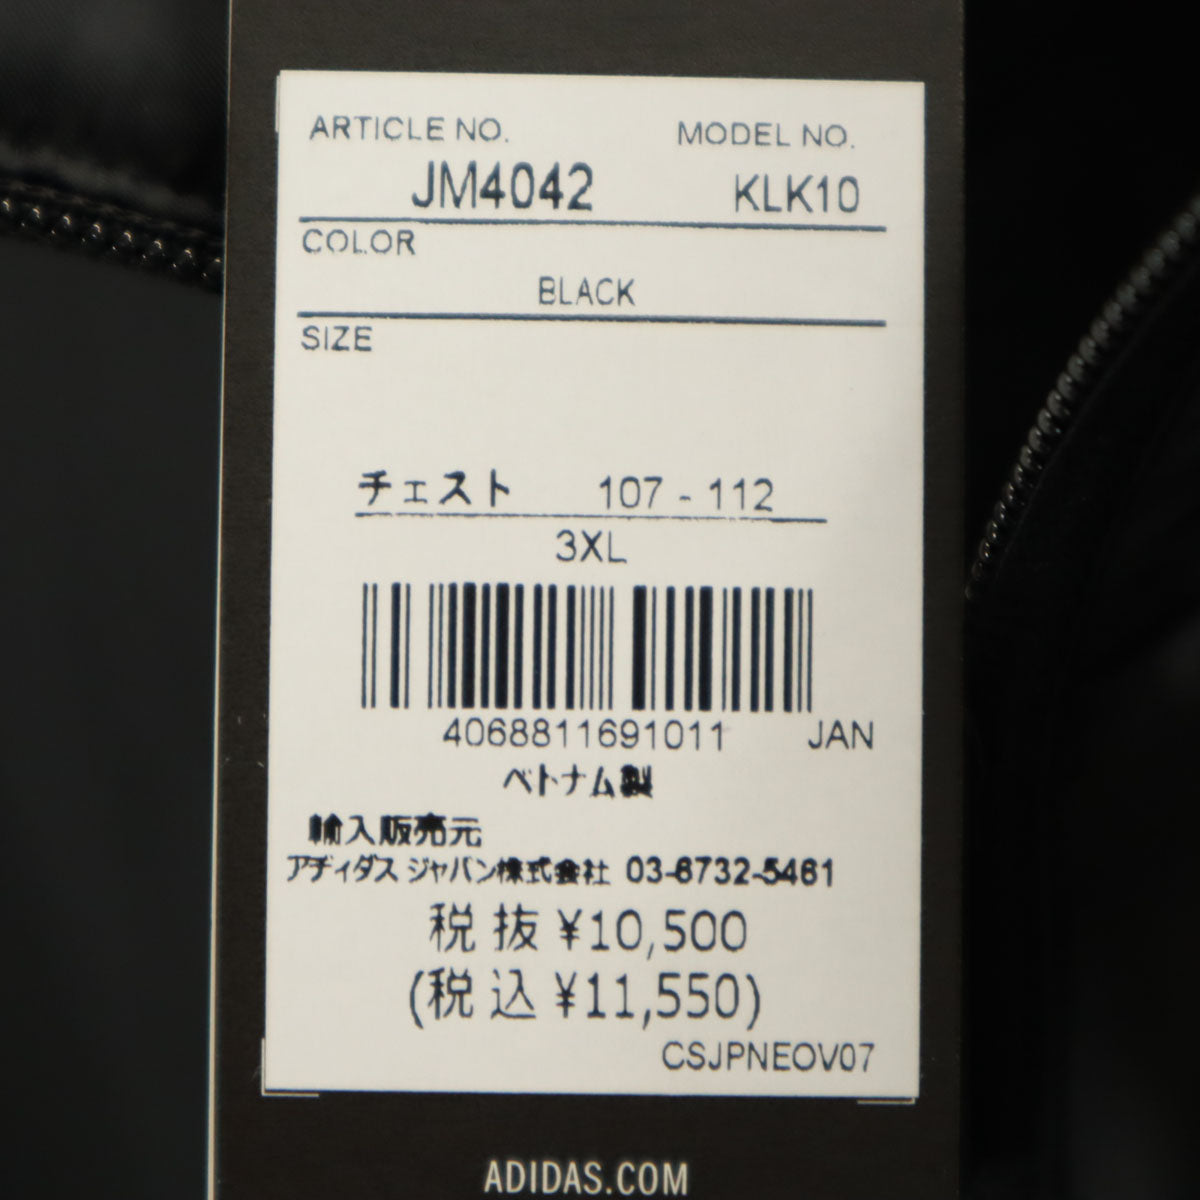 ARTICLE NO. MODEL NO.
JM4042 KLK10
COLOR
BLACK
SIZE
チェスト 107 - 112
3XL
4068811691011 JAN
ベトナム製
輸入販売元
アディダス ジャパン株式会社 03-6732-5461
税抜 ¥10,500
(税込 ¥11,550)
CSJPNEOV07
ADIDAS.COM